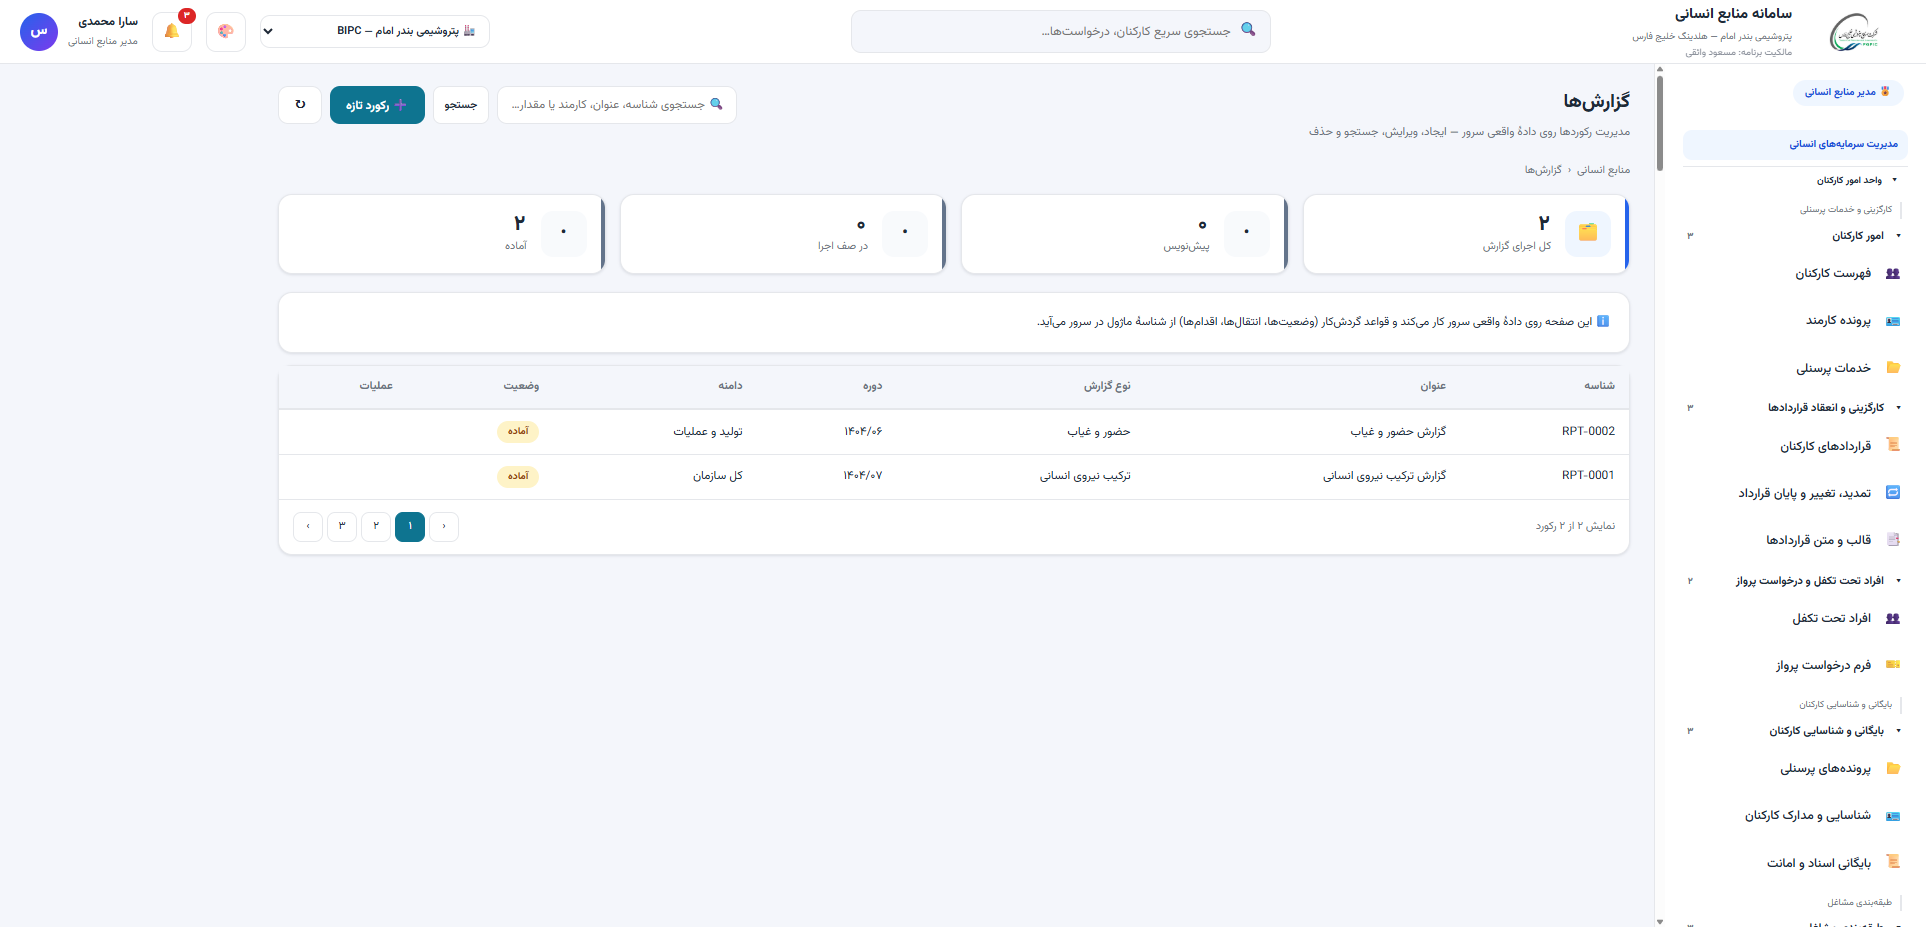 سامانه منابع انسانی
پتروشیمی بندر امام — هلدینگ خلیج فارس
مالکیت برنامه: مسعود واثقی
جستجوی سریع کارکنان، درخواست‌ها...
پتروشیمی بندر امام — BIPC
۳
سارا محمدی
مدیر منابع انسانی
س
مدیر منابع انسانی
مدیریت سرمایه‌های انسانی
واحد امور کارکنان
کارگزینی و خدمات پرسنلی
امور کارکنان ۳
فهرست کارکنان
پرونده کارمند
خدمات پرسنلی
کارگزینی و انعقاد قراردادها ۳
قراردادهای کارکنان
تمدید، تغییر و پایان قرارداد
قالب و متن قراردادها
افراد تحت تکفل و درخواست پرواز ۲
افراد تحت تکفل
فرم درخواست پرواز
بایگانی و شناسایی کارکنان
بایگانی و شناسایی کارکنان ۳
پرونده‌های پرسنلی
شناسایی و مدارک کارکنان
بایگانی اسناد و امانت
طبقه‌بندی مشاغل
گزارش‌ها
مدیریت رکوردها روی دادهٔ واقعی سرور — ایجاد، ویرایش، جستجو و حذف
جستجوی شناسه، عنوان، کارمند یا مقدار...
جستجو
رکورد تازه
منابع انسانی › گزارش‌ها
۲
کل اجرای گزارش
۰
پیش‌نویس
۰
در صف اجرا
۲
آماده
این صفحه روی دادهٔ واقعی سرور کار می‌کند و قواعد گردش‌کار (وضعیت‌ها، انتقال‌ها، اقدام‌ها) از شناسهٔ ماژول در سرور می‌آید.
شناسه عنوان نوع گزارش دوره دامنه وضعیت عملیات
RPT-0002 گزارش حضور و غیاب حضور و غیاب ۱۴۰۴/۰۶ تولید و عملیات آماده
RPT-0001 گزارش ترکیب نیروی انسانی ترکیب نیروی انسانی ۱۴۰۴/۰۷ کل سازمان آماده
نمایش ۲ از ۲ رکورد
‹ ۱ ۲ ۳ ›